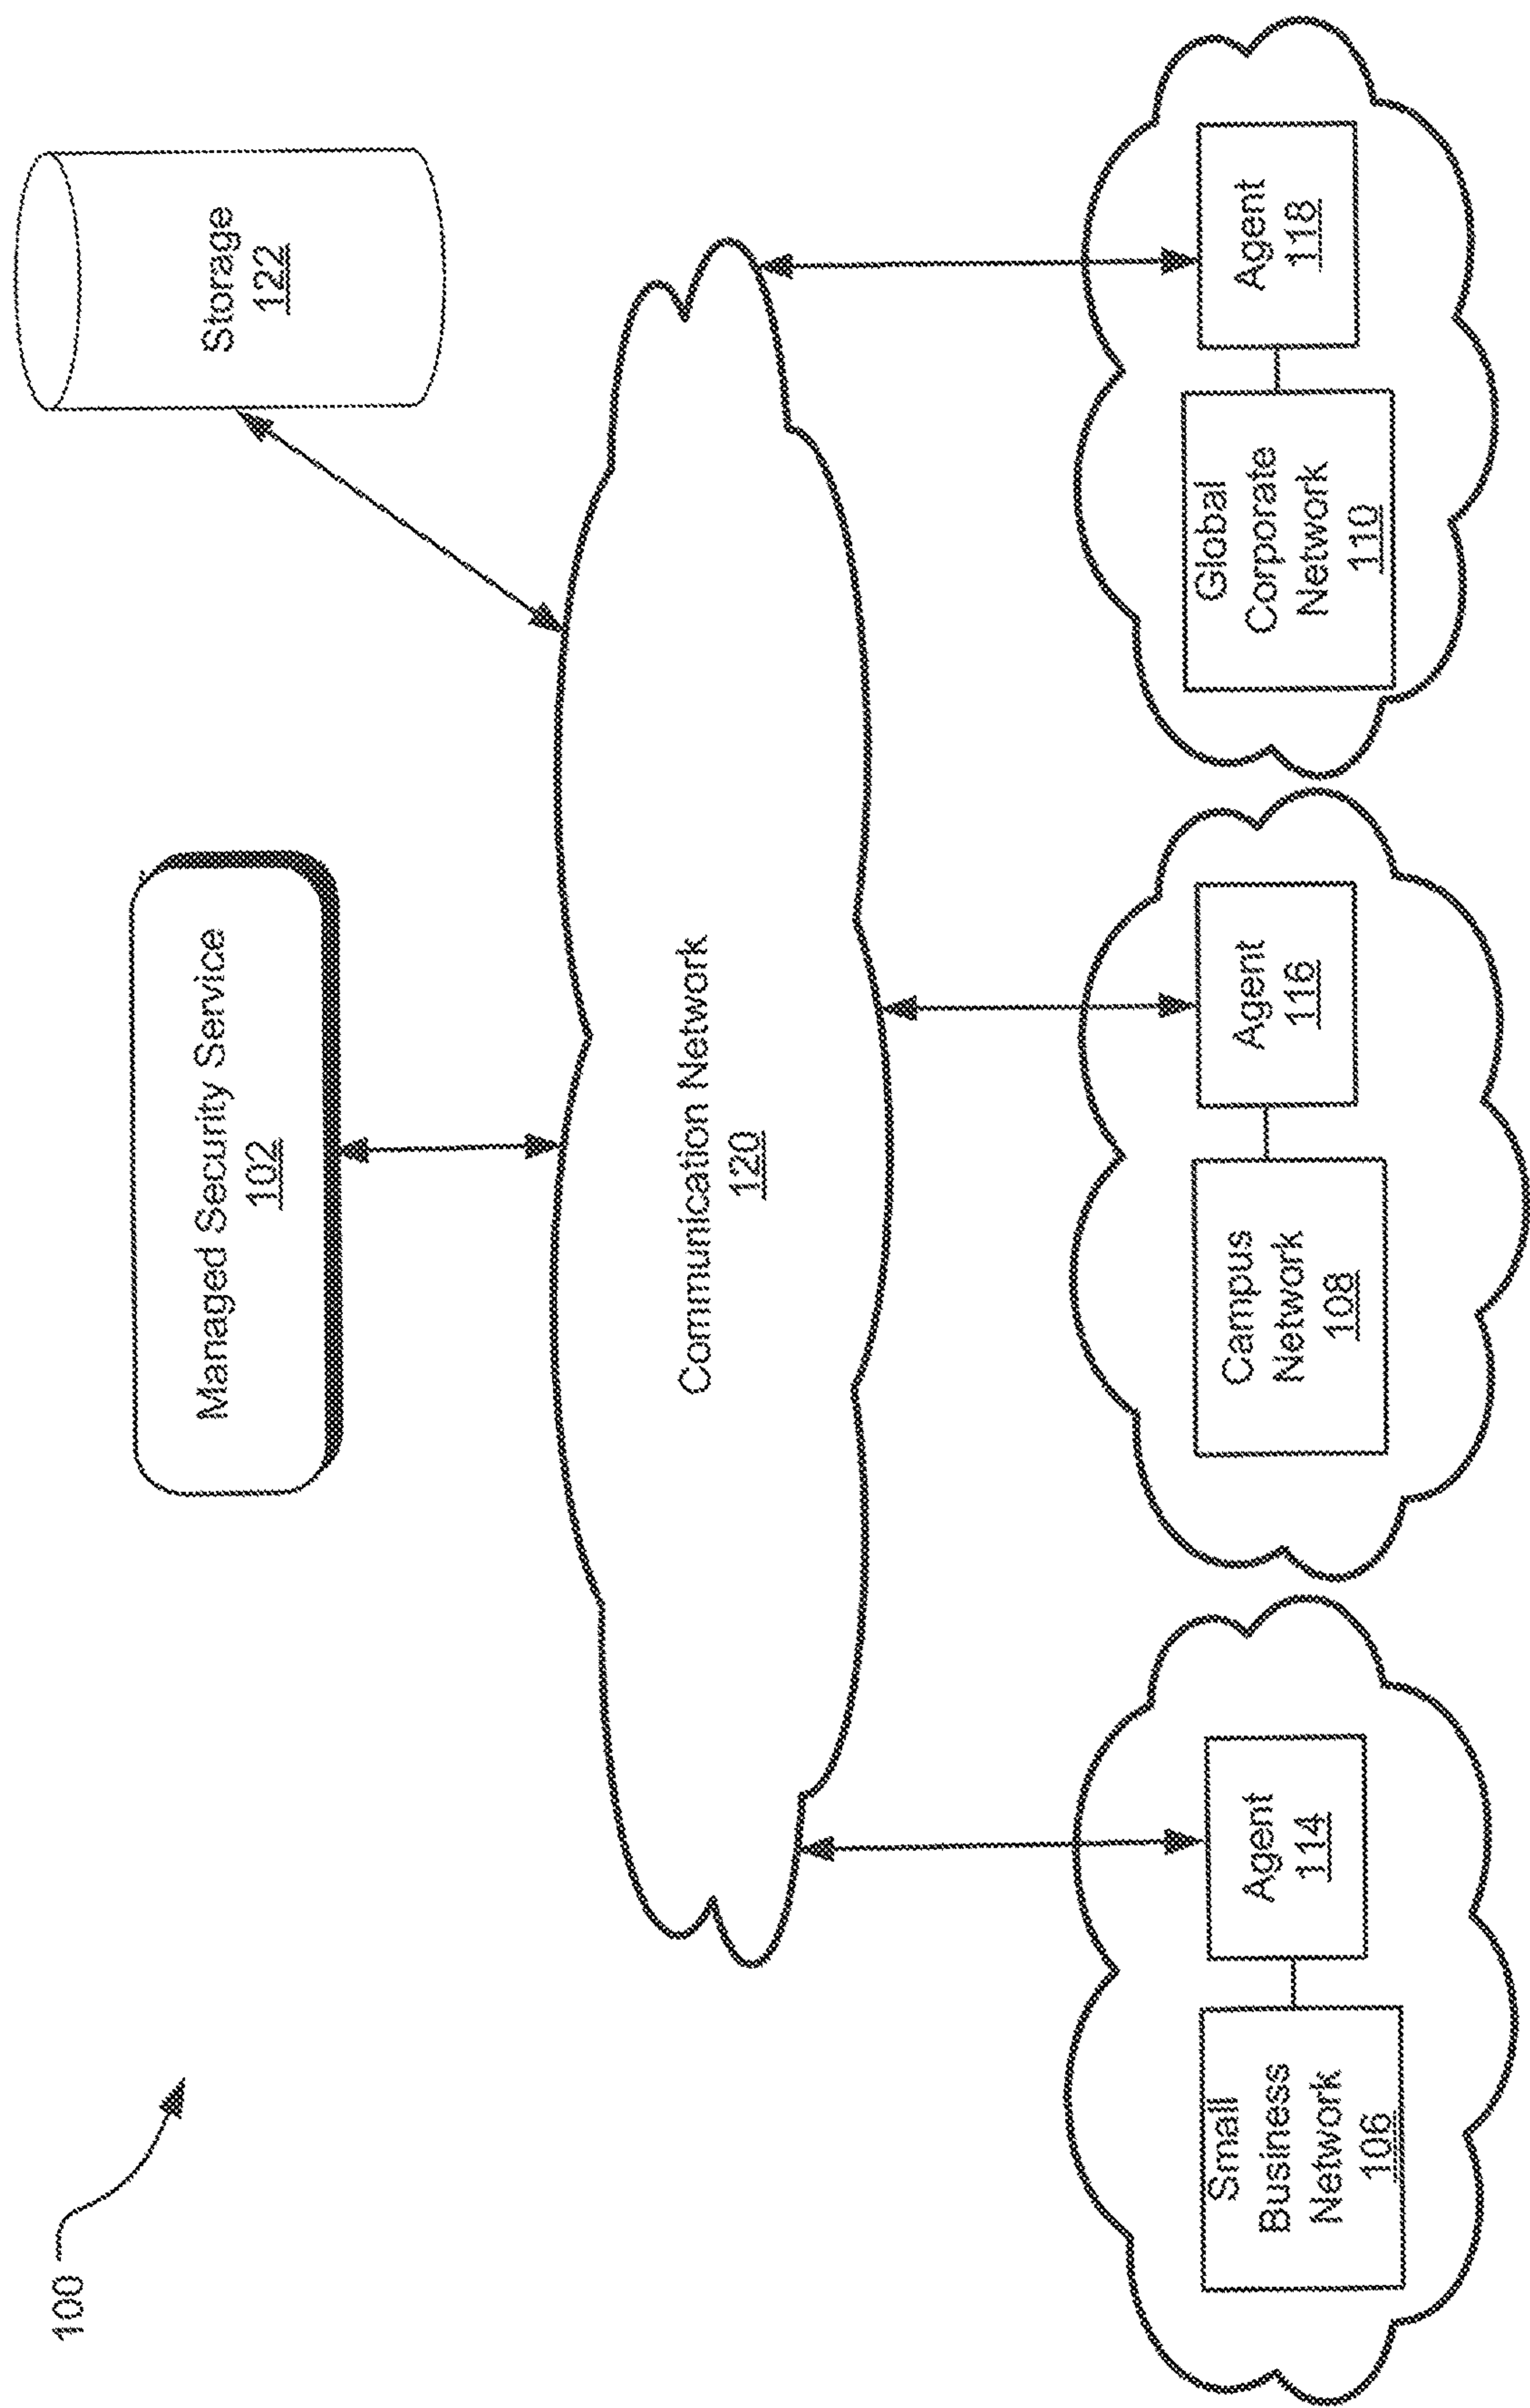 100
Managed Security Service
102
Storage
122
Communication Network
120
Small
Business
Network
106
Agent
114
Campus
Network
108
Agent
116
Global
Corporate
Network
110
Agent
118